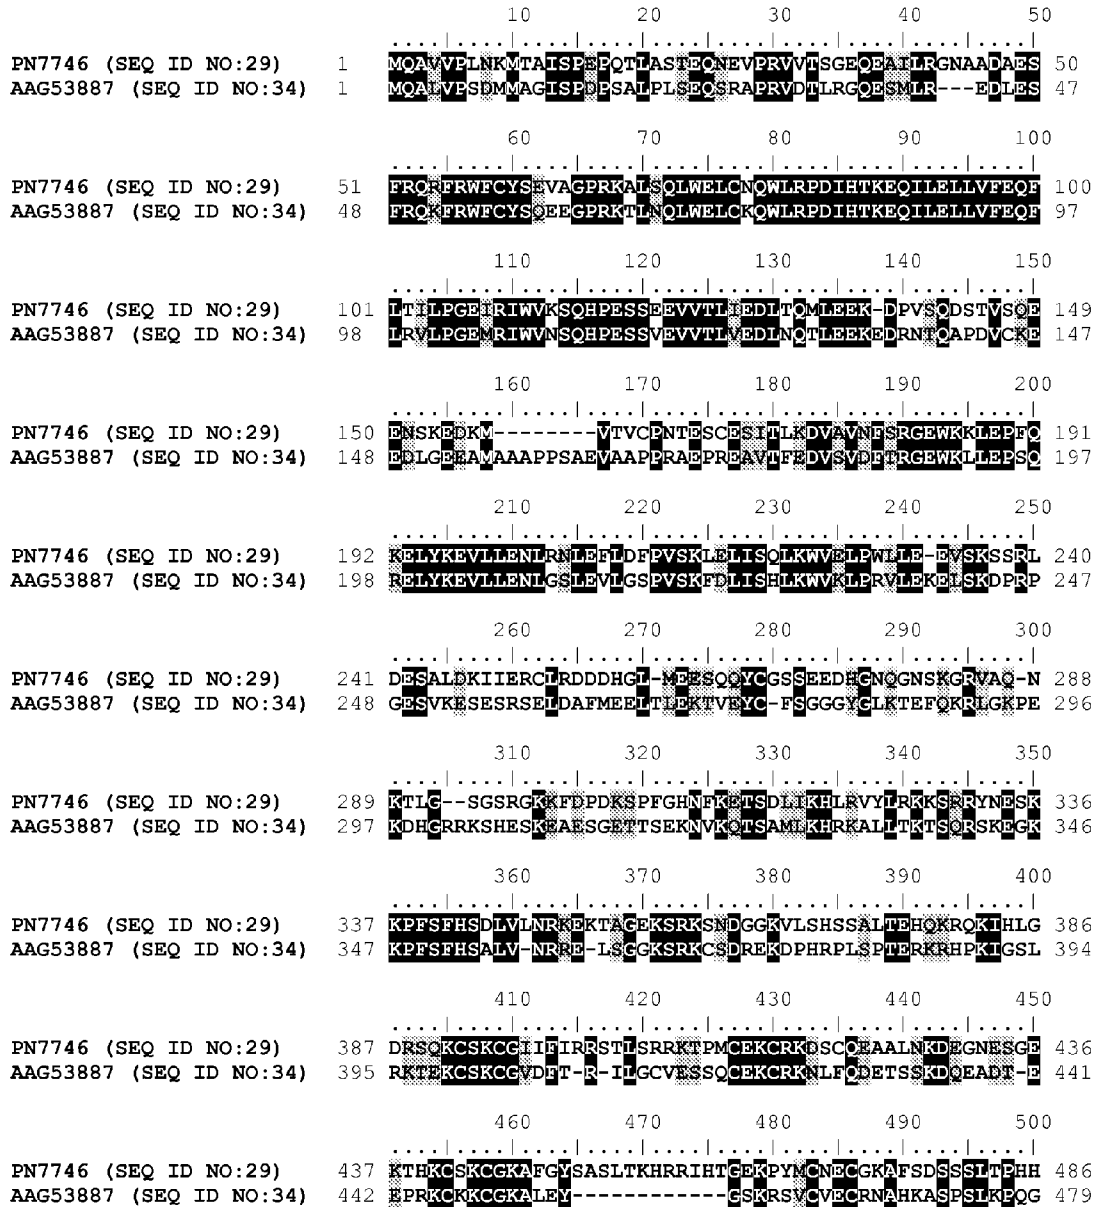 10 20 30 40 50
PN7746 (SEQ ID NO:29) 1 MQAVVPLNKMTAISPEPQTLASTEQNEVPRVVTSGEQEAILRGNAADAES 50
AAG53887 (SEQ ID NO:34) 1 MQALVPSDMMAGISPDPSALPLSEQSRAPRVDTLRGQESMLR---EDLES 47
60 70 80 90 100
PN7746 (SEQ ID NO:29) 51 FRQRFRWFCYSEVAGPRKALSQLWELCNQWLRPDIHTKEQILELLVFEQF 100
AAG53887 (SEQ ID NO:34) 48 FRQKFRWFCYSQEEGPRKTLNQLWELCKQWLRPDIHTKEQILELLVFEQF 97
110 120 130 140 150
PN7746 (SEQ ID NO:29) 101 LTILPGEIRIWVKSQHPESSEEVVTLIEDLTQMLEEK-DPVSQDSTVSQE 149
AAG53887 (SEQ ID NO:34) 98 LRVLPGEMRIWVNSQHPESSVEVVTLVEDLNQTLEEKEDRNTQAPDVCKE 147
160 170 180 190 200
PN7746 (SEQ ID NO:29) 150 ENSKEDKM--------VTVCPNTESCESITLKDVAVNFSRGEWKKLEPFQ 191
AAG53887 (SEQ ID NO:34) 148 EDLGEEAMAAAPPSAEVAAPPRAEPREAVTFEDVSVDFTRGEWKLLEPSQ 197
210 220 230 240 250
PN7746 (SEQ ID NO:29) 192 KELYKEVLLENLRNLEFLDFPVSKLELISQLKWVELPWLLE-EVSKSSRL 240
AAG53887 (SEQ ID NO:34) 198 RELYKEVLLENLGSLEVLGSPVSKFDLISHLKWVKLPRVLEKELSKDPRP 247
260 270 280 290 300
PN7746 (SEQ ID NO:29) 241 DESALDKIIERCLRDDDHGL-MEESQQYCGSSEEDHGNQGNSKGRVAQ-N 288
AAG53887 (SEQ ID NO:34) 248 GESVKESESRSELDAFMEELTLEKTVEYC-FSGGGYGLKTEFQKRLGKPE 296
310 320 330 340 350
PN7746 (SEQ ID NO:29) 289 KTLG--SGSRGKKFDPDKSPFGHNFKETSDLIKHLRVYLRKKSRRYNESK 336
AAG53887 (SEQ ID NO:34) 297 KDHGRRKSHESKEAESGETTSEKNVKQTSAMLKHRKALLTKTSQRSKEGK 346
360 370 380 390 400
PN7746 (SEQ ID NO:29) 337 KPFSFHSDLVLNRKEKTAGEKSRKSNDGGKVLSHSSALTEHQKRQKIHLG 386
AAG53887 (SEQ ID NO:34) 347 KPFSFHSALV-NRRE-LSGGKSRKCSDREKDPHRPLSPTERKRHPKIGSL 394
410 420 430 440 450
PN7746 (SEQ ID NO:29) 387 DRSQKCSKCGIIFIRRSTLSRRKTPMCEKCRKDSCQEAALNKDEGNESGE 436
AAG53887 (SEQ ID NO:34) 395 RKTEKCSKCGVDFT-R-ILGCVESSQCEKCRKNLFQDETSSKDQEADT-E 441
460 470 480 490 500
PN7746 (SEQ ID NO:29) 437 KTHKCSKCGKAFGYSASLTKHRRIHTGEKPYMCNECGKAFSDSSSLTPHH 486
AAG53887 (SEQ ID NO:34) 442 EPRKCKKCGKALEY------------GSKRSVCVECRNAHKASPSLKPQG 479